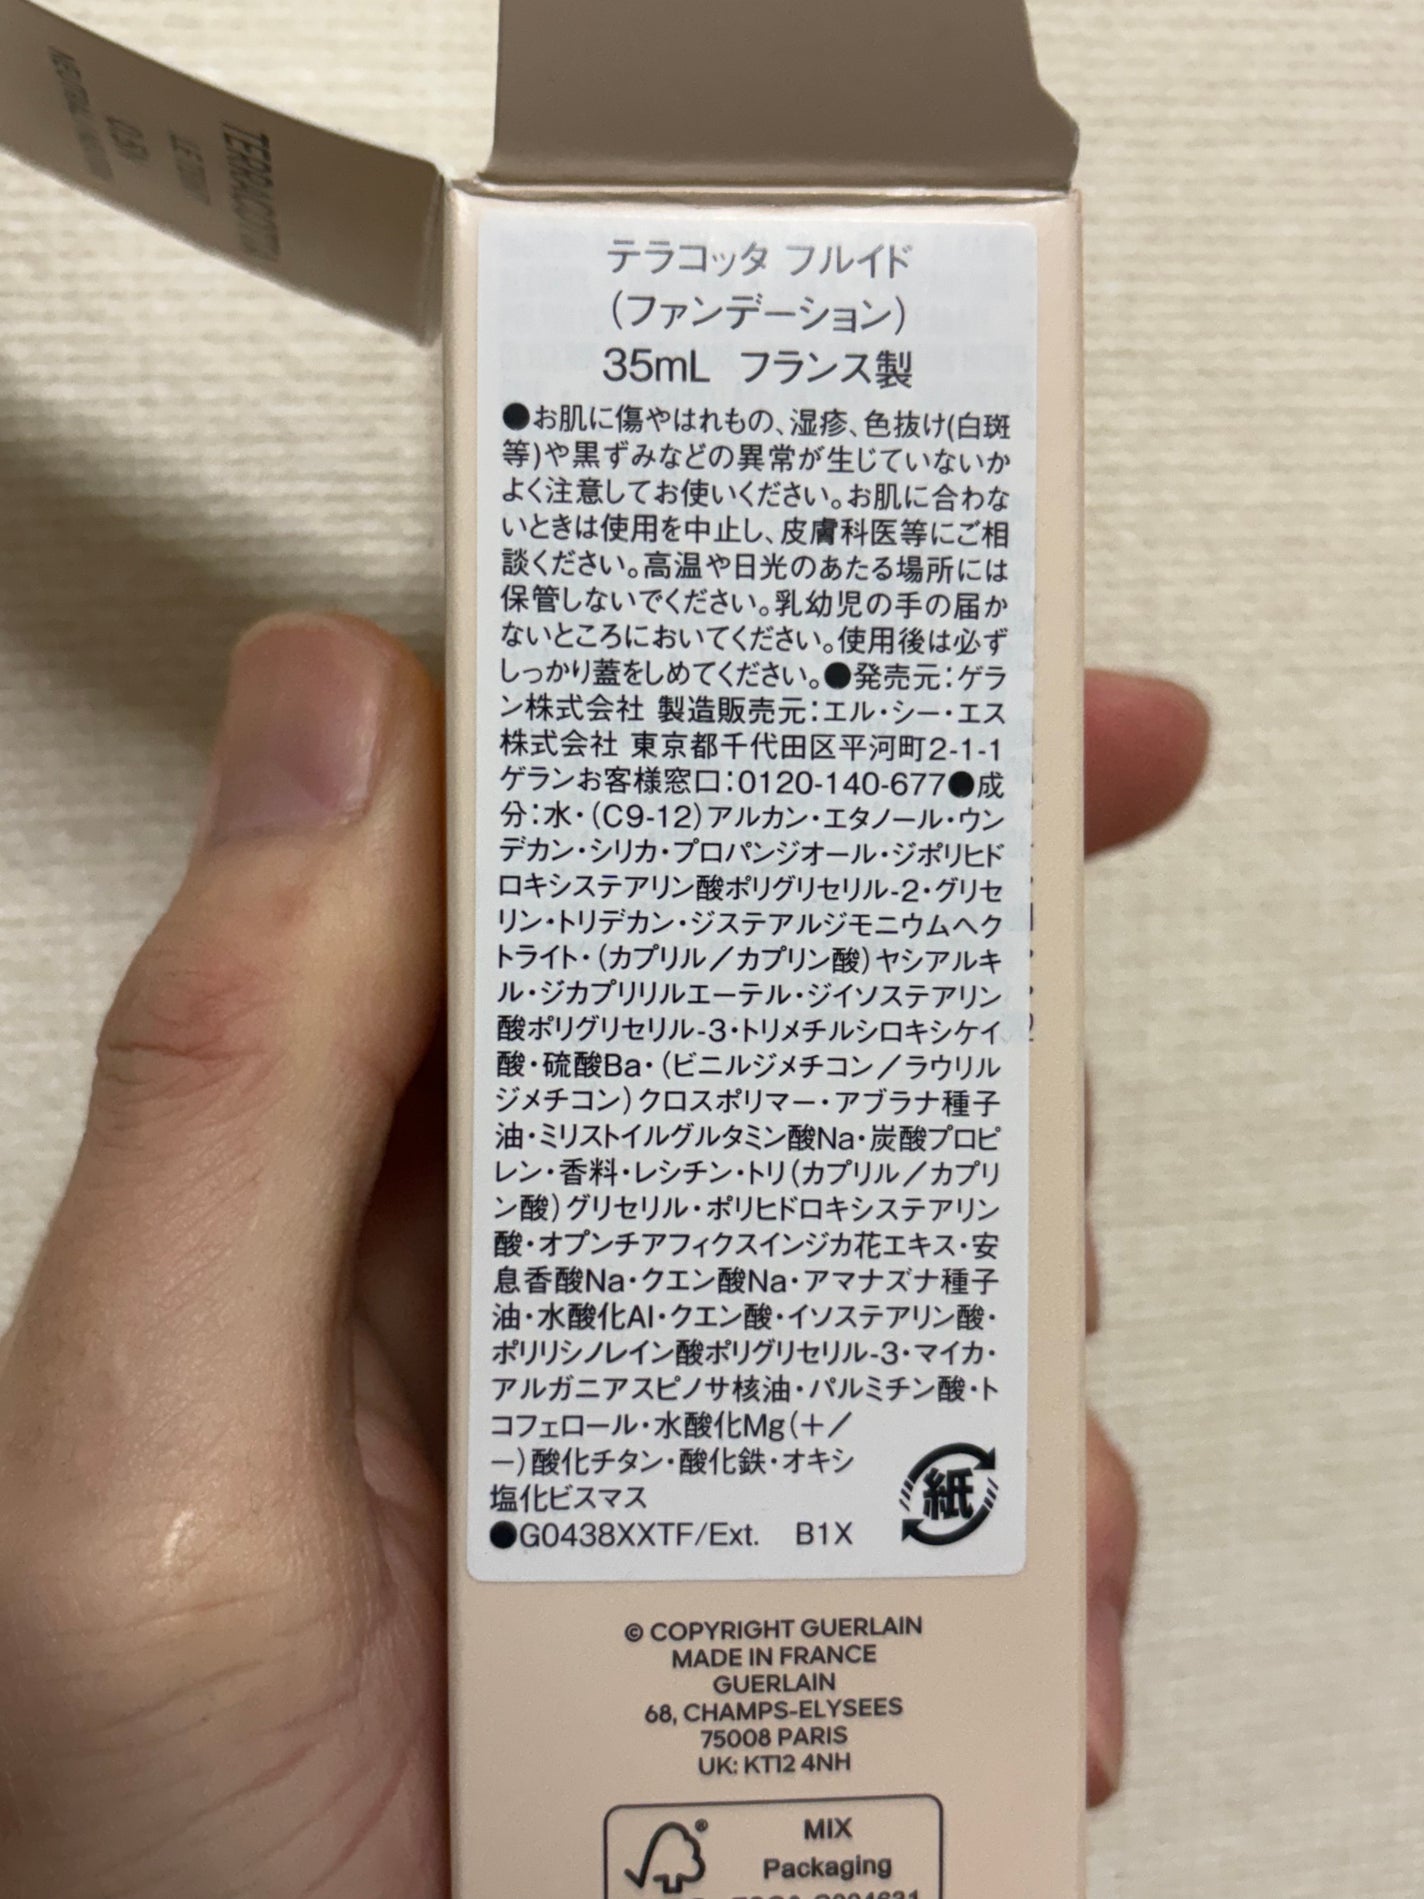 TERRACOTTA
LE TEINT
テラコッタ フルイド
(ファンデーション)
35mL フランス製
●お肌に傷やはれもの、湿疹、色抜け(白斑
等)や黒ずみなどの異常が生じていないか
よく注意してお使いください。お肌に合わな
いときは使用を中止し、皮膚科医等にご相
談ください。高温や日光のあたる場所には
保管しないでください。乳幼児の手の届か
ないところにおいてください。使用後は必ず
しっかり蓋をしめてください。●発売元:ゲラ
ン株式会社 製造販売元:エル・シー・エス
株式会社 東京都千代田区平河町2-1-1
ゲランお客様窓口:0120-140-677●成
分:水・(C9-12)アルカン・エタノール・ウン
デカン・シリカ・プロパンジオール・ジポリヒド
ロキシステアリン酸ポリグリセリル-2・グリセ
リン・トリデカン・ジステアルジモニウムヘク
トライト・(カプリル/カプリン酸)ヤシアルキ
ル・ジカプリリルエーテル・ジイソステアリン
酸ポリグリセリル-3・トリメチルシロキシケイ
酸・硫酸Ba・(ビニルジメチコン/ラウリル
ジメチコン)クロスポリマー・アブラナ種子
油・ミリストイルグルタミン酸Na・炭酸プロピ
レン・香料・レシチン・トリ(カプリル/カプリ
ン酸)グリセリル・ポリヒドロキシステアリン
酸・オプンチアフィクスインジカ花エキス・安
息香酸Na・クエン酸Na・アマナズナ種子
油・水酸化Al・クエン酸・イソステアリン酸・
ポリリシノレイン酸ポリグリセリル-3・マイカ・
アルガニアスピノサ核油・パルミチン酸・ト
コフェロール・水酸化Mg(+/
−)酸化チタン・酸化鉄・オキシ
塩化ビスマス
●G0438XXTF/Ext. B1X
紙
© COPYRIGHT GUERLAIN
MADE IN FRANCE
GUERLAIN
68, CHAMPS-ELYSEES
75008 PARIS
UK: KT12 4NH
MIX
Packaging